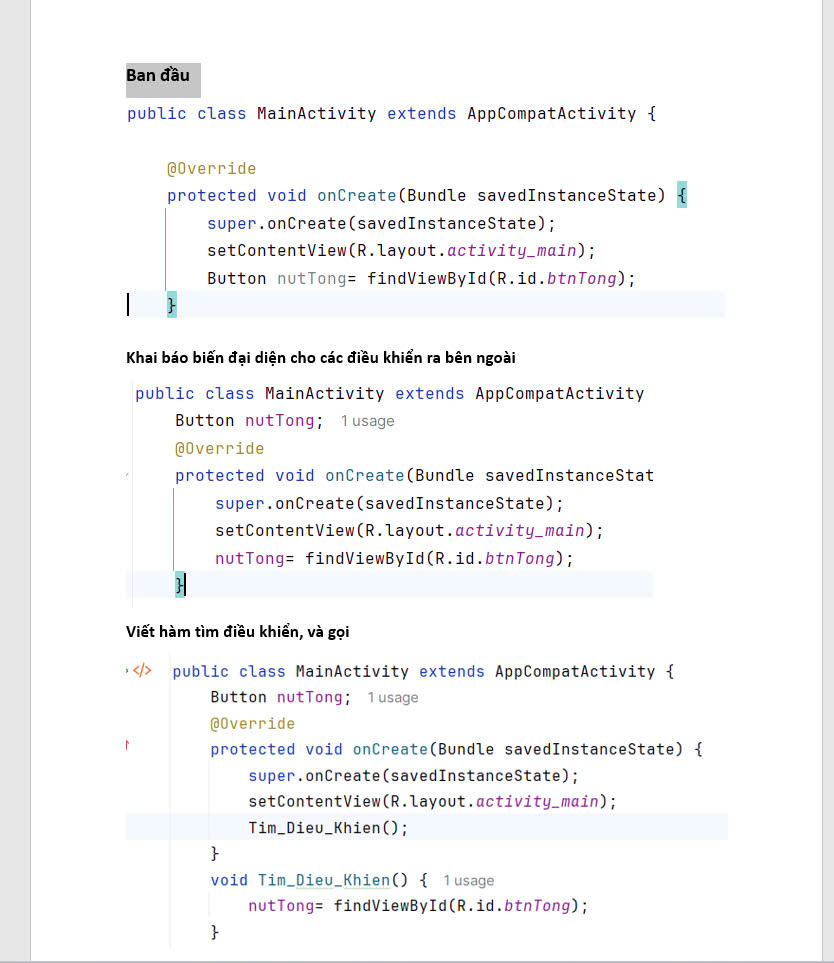 Ban đầu
public class MainActivity extends AppCompatActivity {
@Override
protected void onCreate(Bundle savedInstanceState) {
super.onCreate(savedInstanceState);
setContentView(R.layout.activity_main);
Button nutTong= findViewById(R.id.btnTong);
}
Khai báo biến đại diện cho các điều khiển ra bên ngoài
public class MainActivity extends AppCompatActivity
Button nutTong; 1 usage
@Override
protected void onCreate(Bundle savedInstanceStat
super.onCreate(savedInstanceState);
setContentView(R.layout.activity_main);
nutTong= findViewById(R.id.btnTong);
}
Viết hàm tìm điều khiển, và gọi
</> public class MainActivity extends AppCompatActivity {
Button nutTong; 1 usage
@Override
protected void onCreate(Bundle savedInstanceState) {
super.onCreate(savedInstanceState);
setContentView(R.layout.activity_main);
Tim_Dieu_Khien();
}
void Tim_Dieu_Khien() { 1 usage
nutTong= findViewById(R.id.btnTong);
}